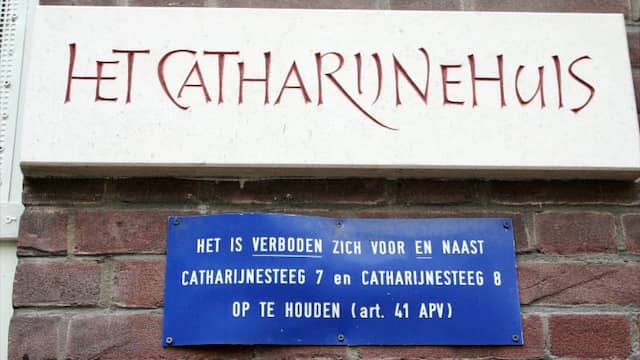 HET CATHARIJNEHUIS
HET IS VERBODEN ZICH VOOR EN NAAST
CATHARIJNESTEEG 7 en CATHARIJNESTEEG 8
OP TE HOUDEN (art. 41 APV)